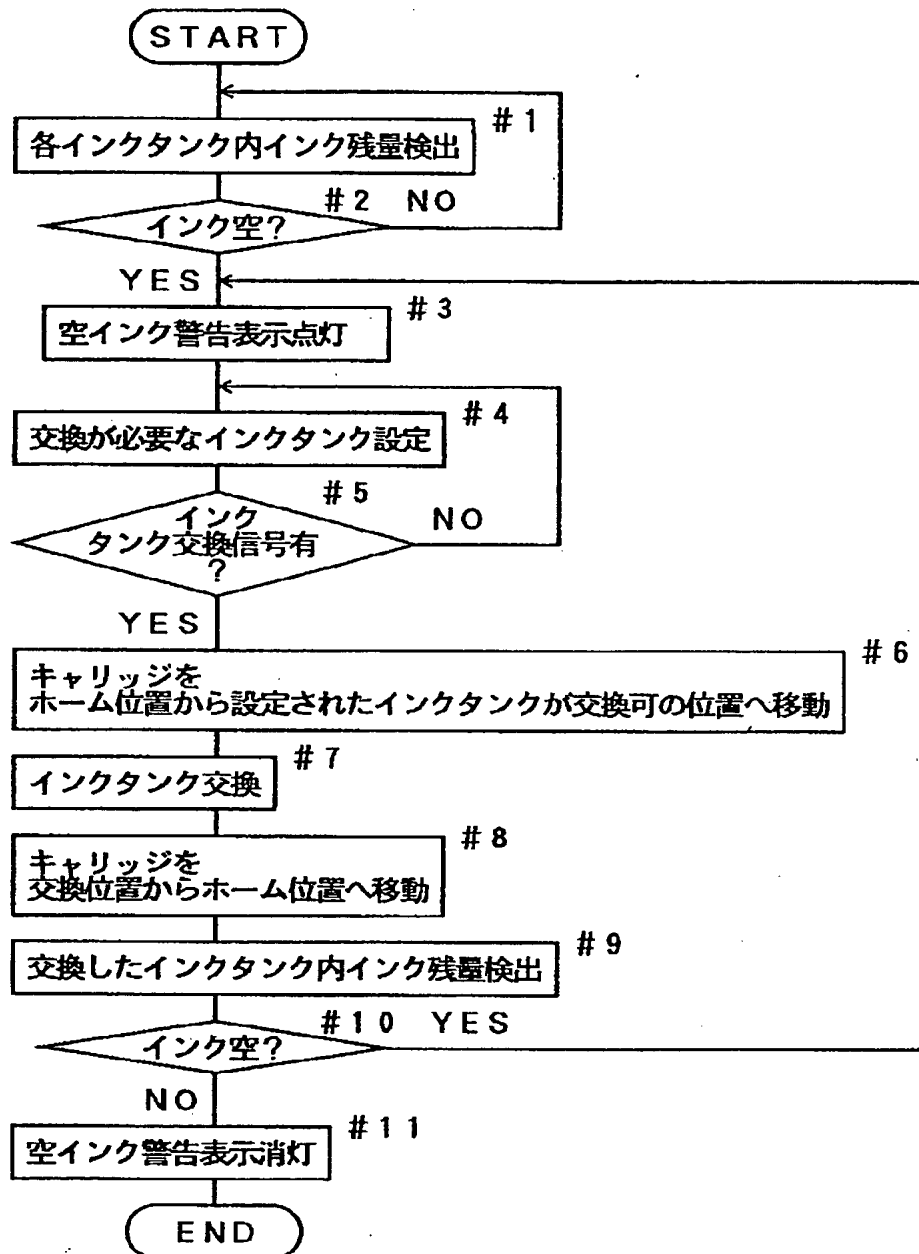 START
#1
各インクタンク内インク残量検出
#2 NO
インク空?
YES
#3
空インク警告表示点灯
#4
交換が必要なインクタンク設定
#5
インク
タンク交換信号有
?
NO
YES
#6
キャリッジを
ホーム位置から設定されたインクタンクが交換可の位置へ移動
#7
インクタンク交換
#8
キャリッジを
交換位置からホーム位置へ移動
#9
交換したインクタンク内インク残量検出
#10 YES
インク空?
NO
#11
空インク警告表示消灯
END